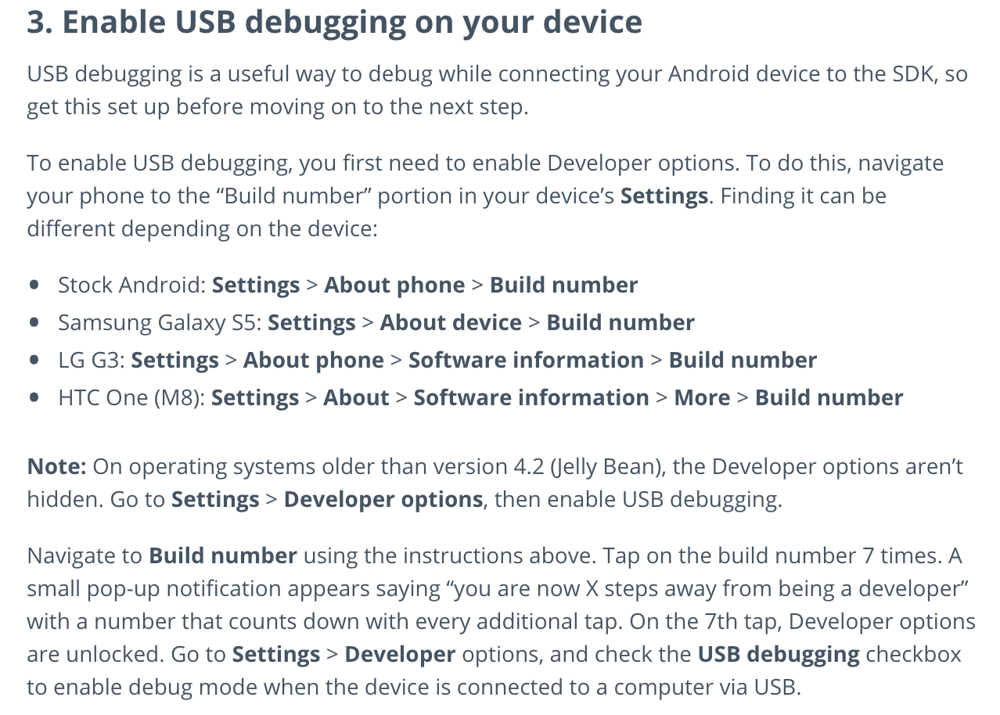 3. Enable USB debugging on your device
USB debugging is a useful way to debug while connecting your Android device to the SDK, so
get this set up before moving on to the next step.
To enable USB debugging, you first need to enable Developer options. To do this, navigate
your phone to the “Build number” portion in your device’s Settings. Finding it can be
different depending on the device:
• Stock Android: Settings > About phone > Build number
• Samsung Galaxy S5: Settings > About device > Build number
• LG G3: Settings > About phone > Software information > Build number
• HTC One (M8): Settings > About > Software information > More > Build number
Note: On operating systems older than version 4.2 (Jelly Bean), the Developer options aren’t
hidden. Go to Settings > Developer options, then enable USB debugging.
Navigate to Build number using the instructions above. Tap on the build number 7 times. A
small pop-up notification appears saying “you are now X steps away from being a developer”
with a number that counts down with every additional tap. On the 7th tap, Developer options
are unlocked. Go to Settings > Developer options, and check the USB debugging checkbox
to enable debug mode when the device is connected to a computer via USB.